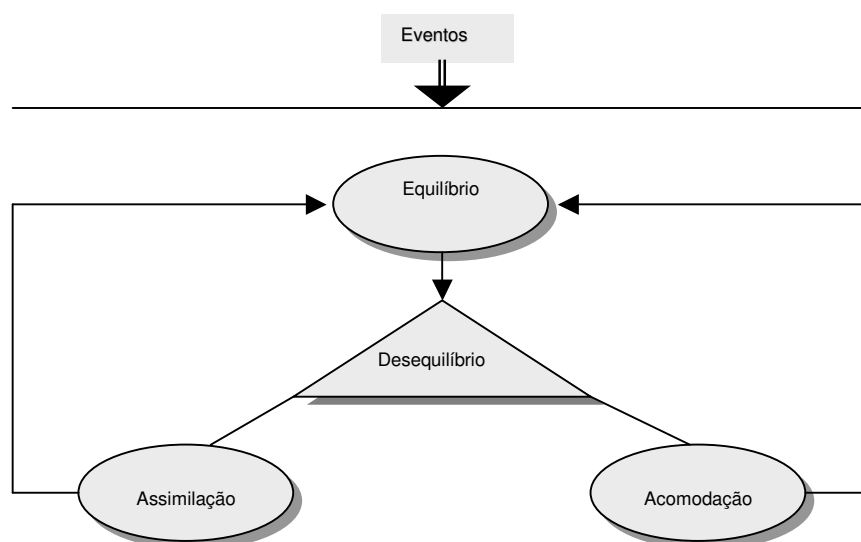 Eventos
Equilíbrio
Desequilíbrio
Assimilação
Acomodação